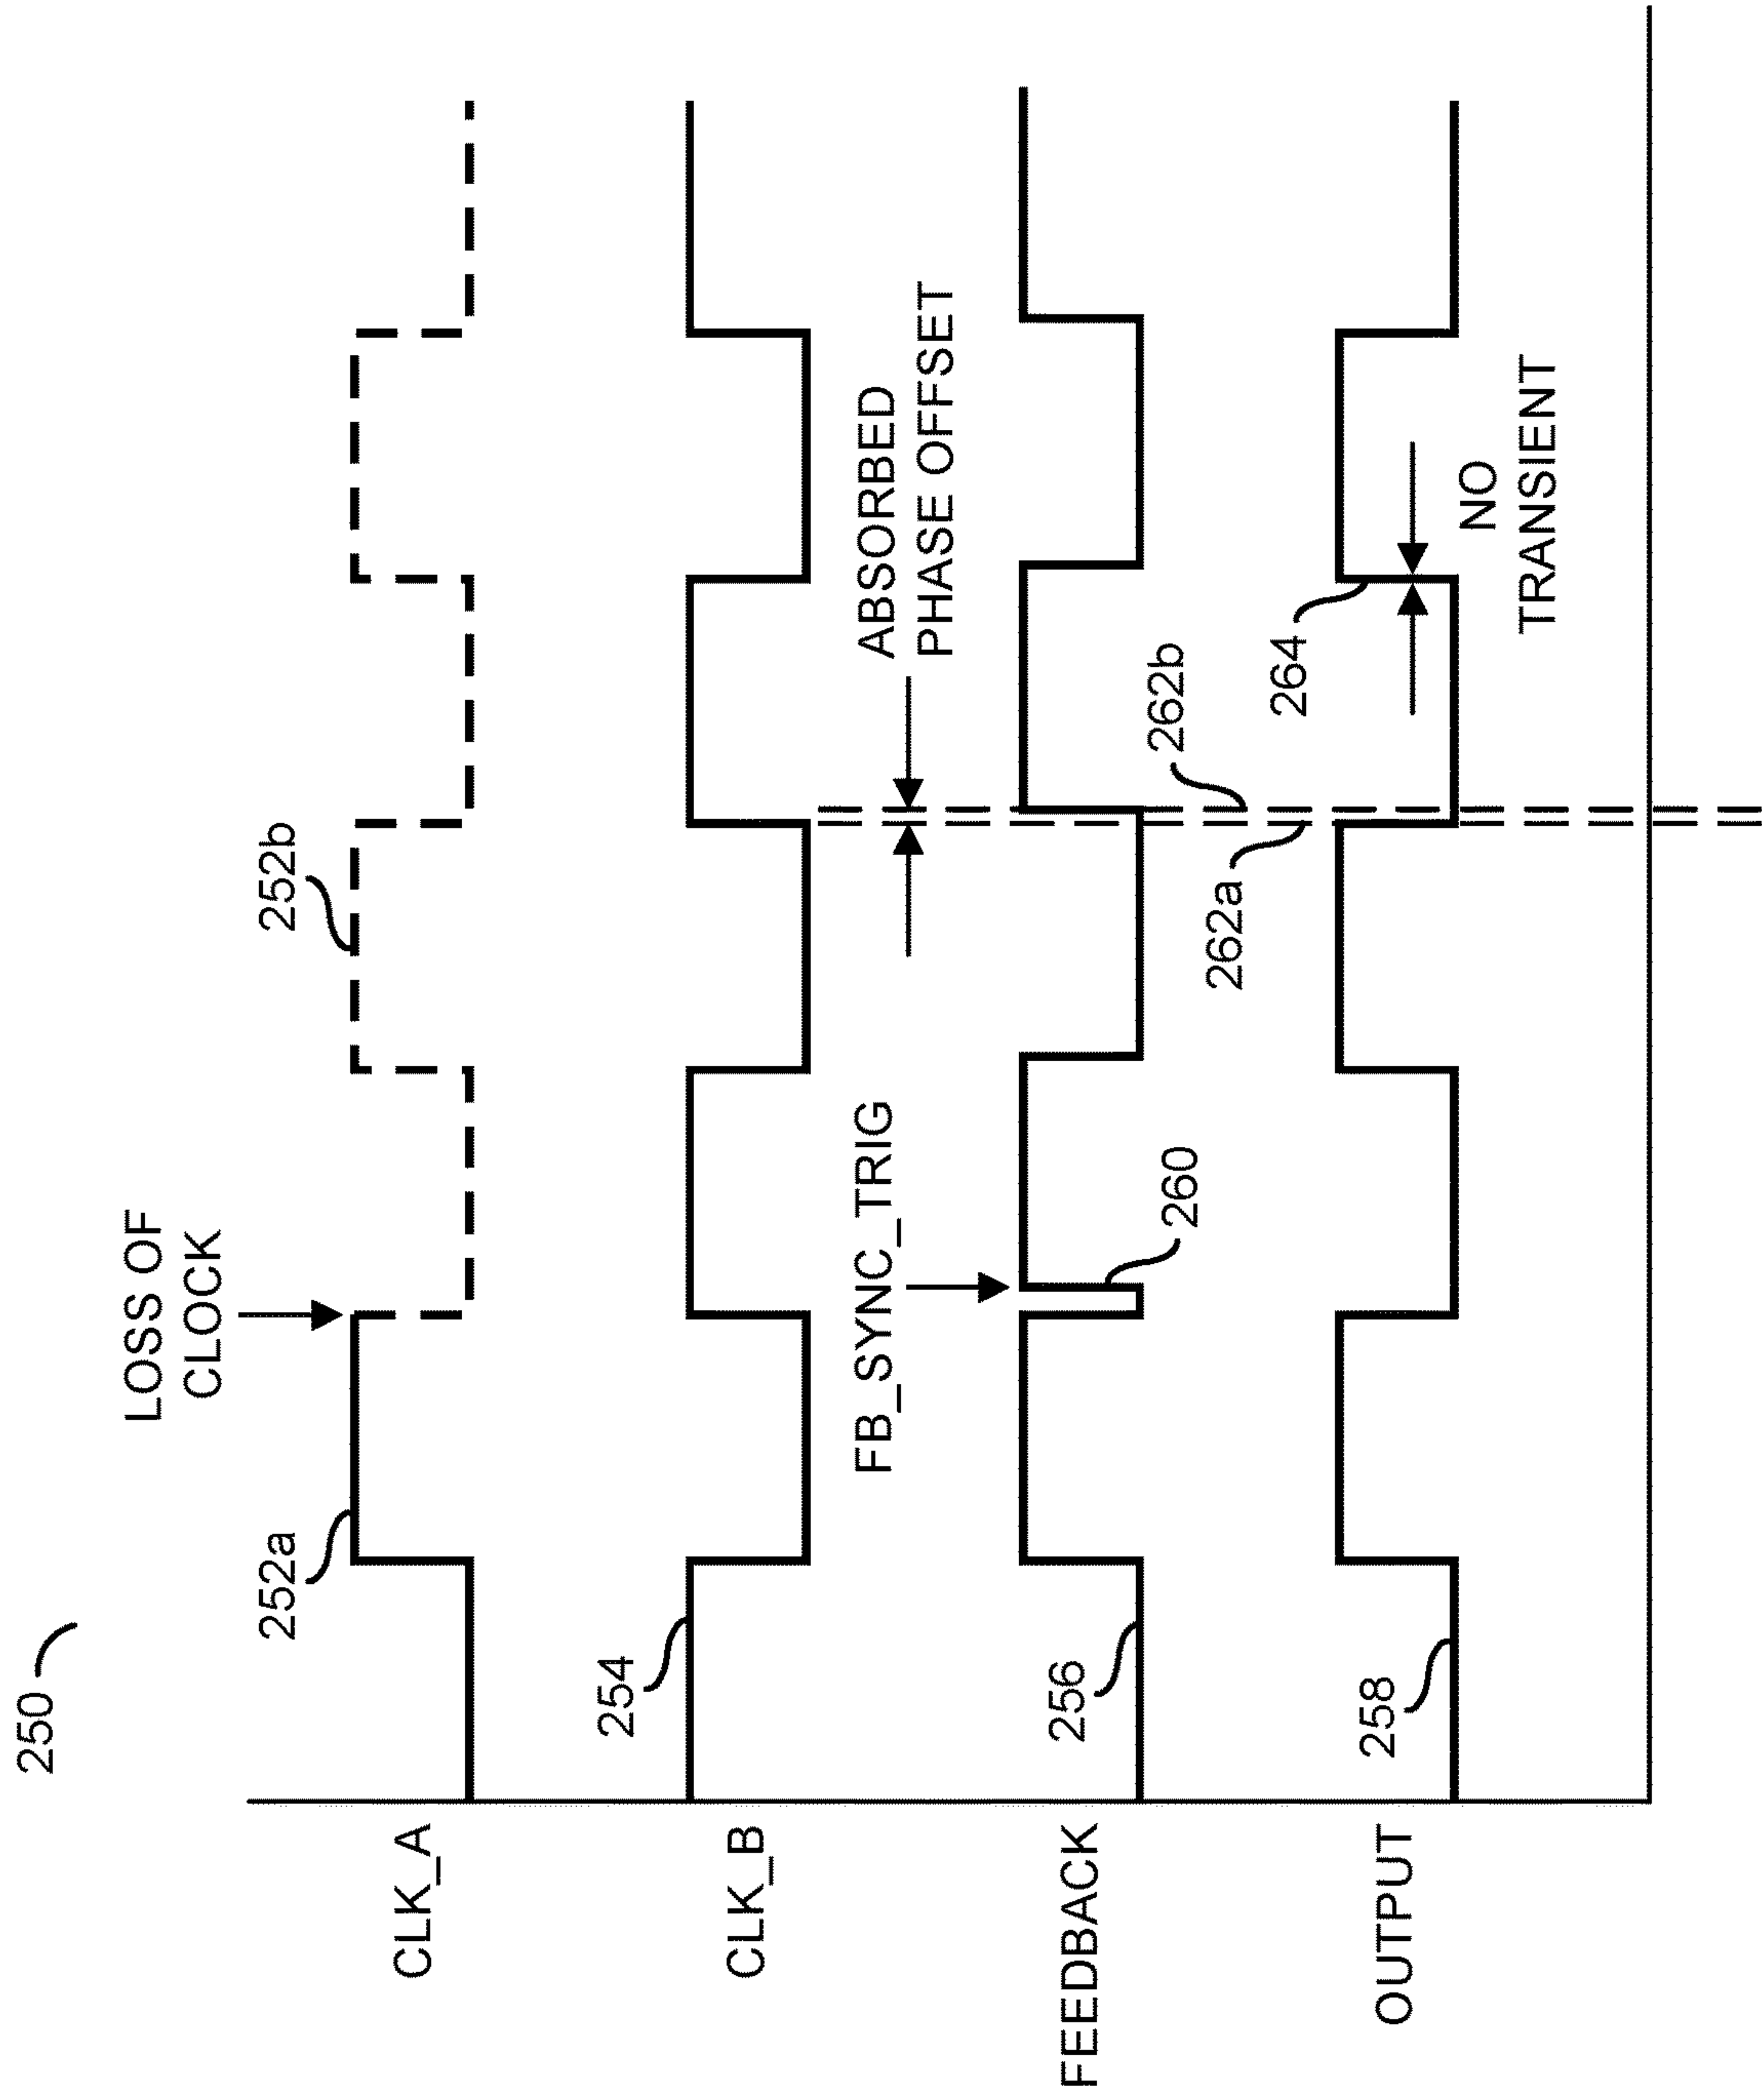 250
LOSS OF
CLOCK
252a
252b
CLK_A
254
CLK_B
FB_SYNC_TRIG
ABSORBED
PHASE OFFSET
256
260
262b
FEEDBACK
262a
264
258
OUTPUT
NO
TRANSIENT